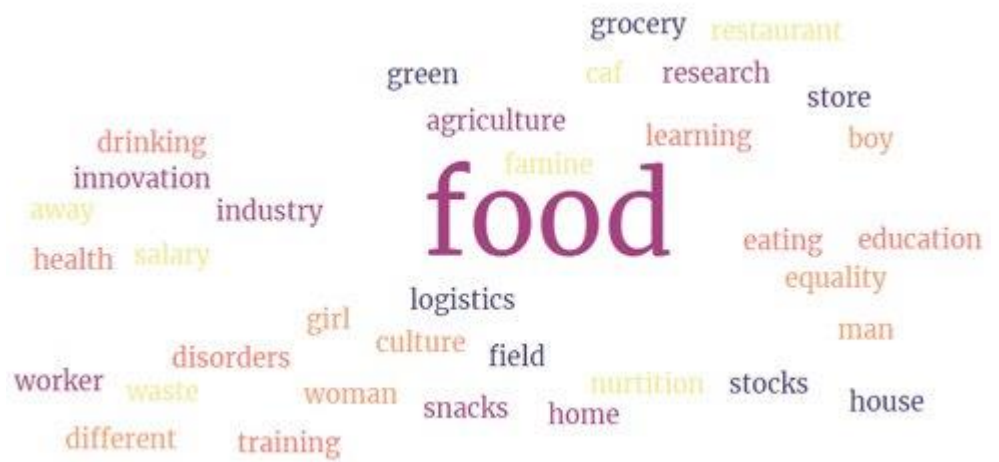 grocery restaurant
green caf research
store
agriculture
drinking learning boy
famine
innovation
food
away industry
eating education
health salary
equality
logistics
girl man
culture
disorders field
worker waste woman nurtition stocks
snacks home house
different training